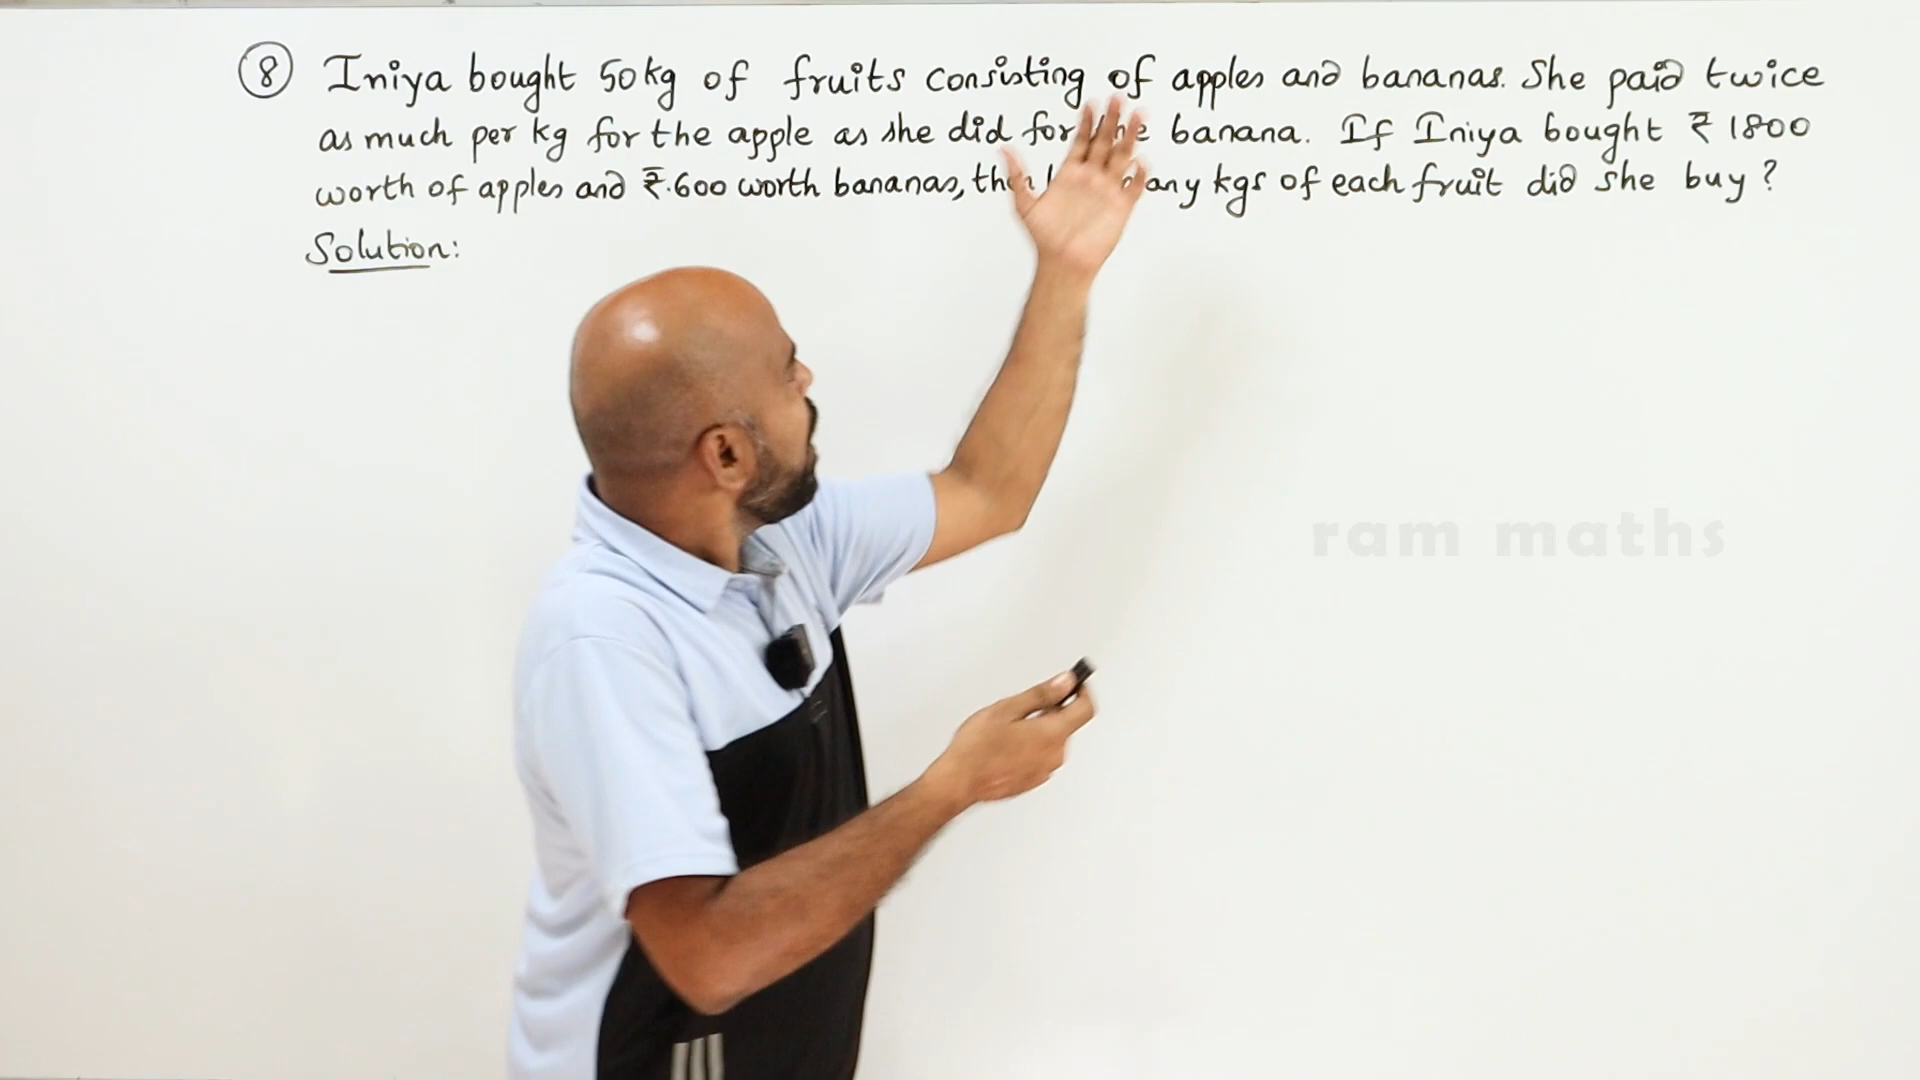 8 Iniya bought 50kg of fruits consisting of apples and bananas. She paid twice
as much per kg for the apple as she did for banana. If Iniya bought ₹ 1800
worth of apples and ₹.600 worth bananas, kgs of each fruit did she buy?
Solution:
ram maths